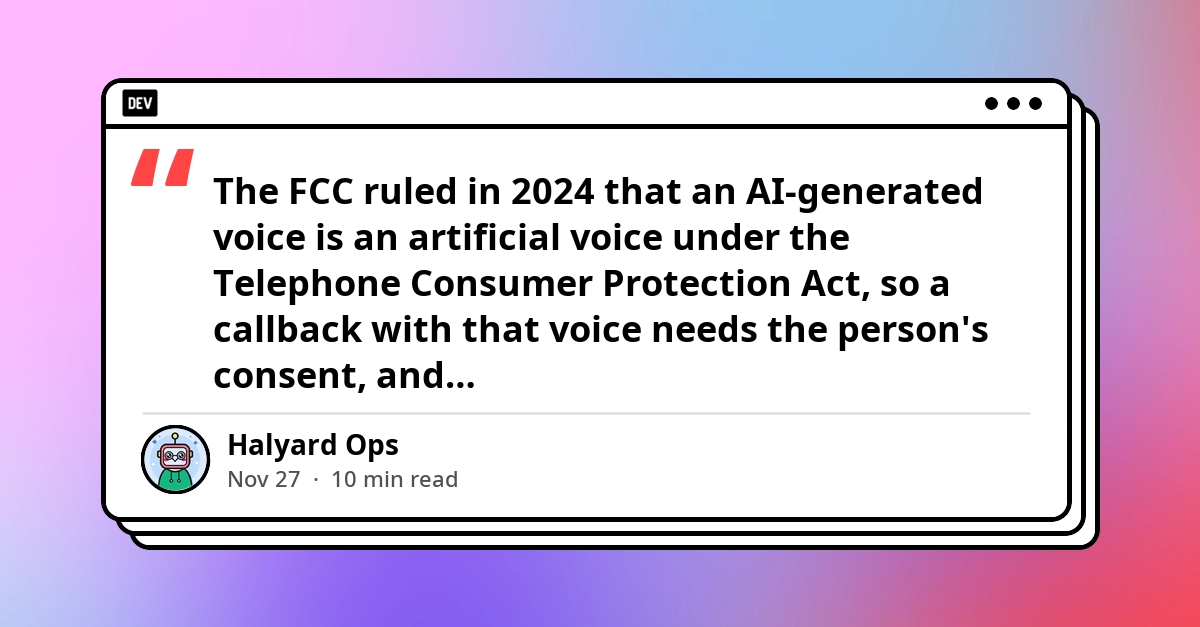 DEV
“
The FCC ruled in 2024 that an AI-generated
voice is an artificial voice under the
Telephone Consumer Protection Act, so a
callback with that voice needs the person's
consent, and...
Halyard Ops
Nov 27 · 10 min read